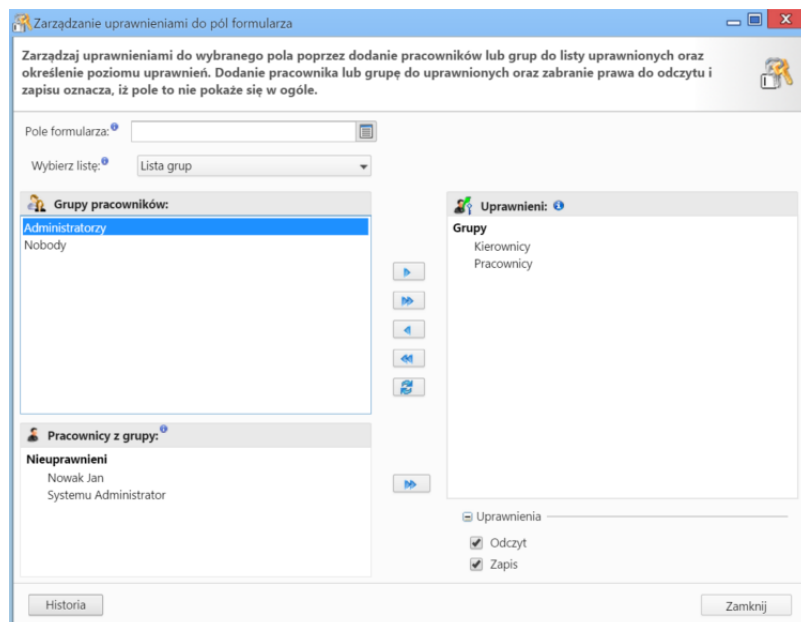 Zarządzanie uprawnieniami do pól formularza
Zarządzaj uprawnieniami do wybranego pola poprzez dodanie pracowników lub grup do listy uprawnionych oraz
określenie poziomu uprawnień. Dodanie pracownika lub grupę do uprawnionych oraz zabranie prawa do odczytu i
zapisu oznacza, iż pole to nie pokaże się w ogóle.
Pole formularza:
Wybierz listę:
Lista grup
Grupy pracowników:
Administratorzy
Nobody
Pracownicy z grupy:
Nieuprawnieni
Nowak Jan
Systemu Administrator
Uprawnieni:
Grupy
Kierownicy
Pracownicy
Uprawnienia
Odczyt
Zapis
Historia
Zamknij